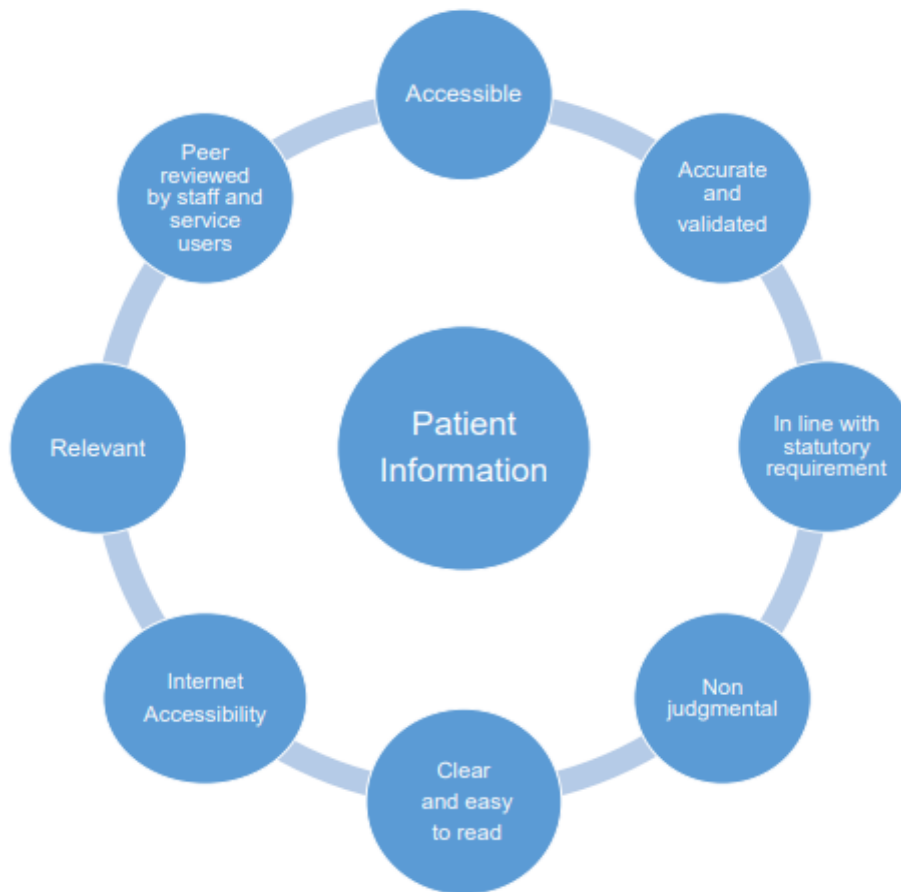 Accessible
Accurate
and
validated
In line with
statutory
requirement
Non
judgmental
Clear
and easy
to read
Internet
Accessibility
Relevant
Peer
reviewed
by staff and
service
users
Patient
Information